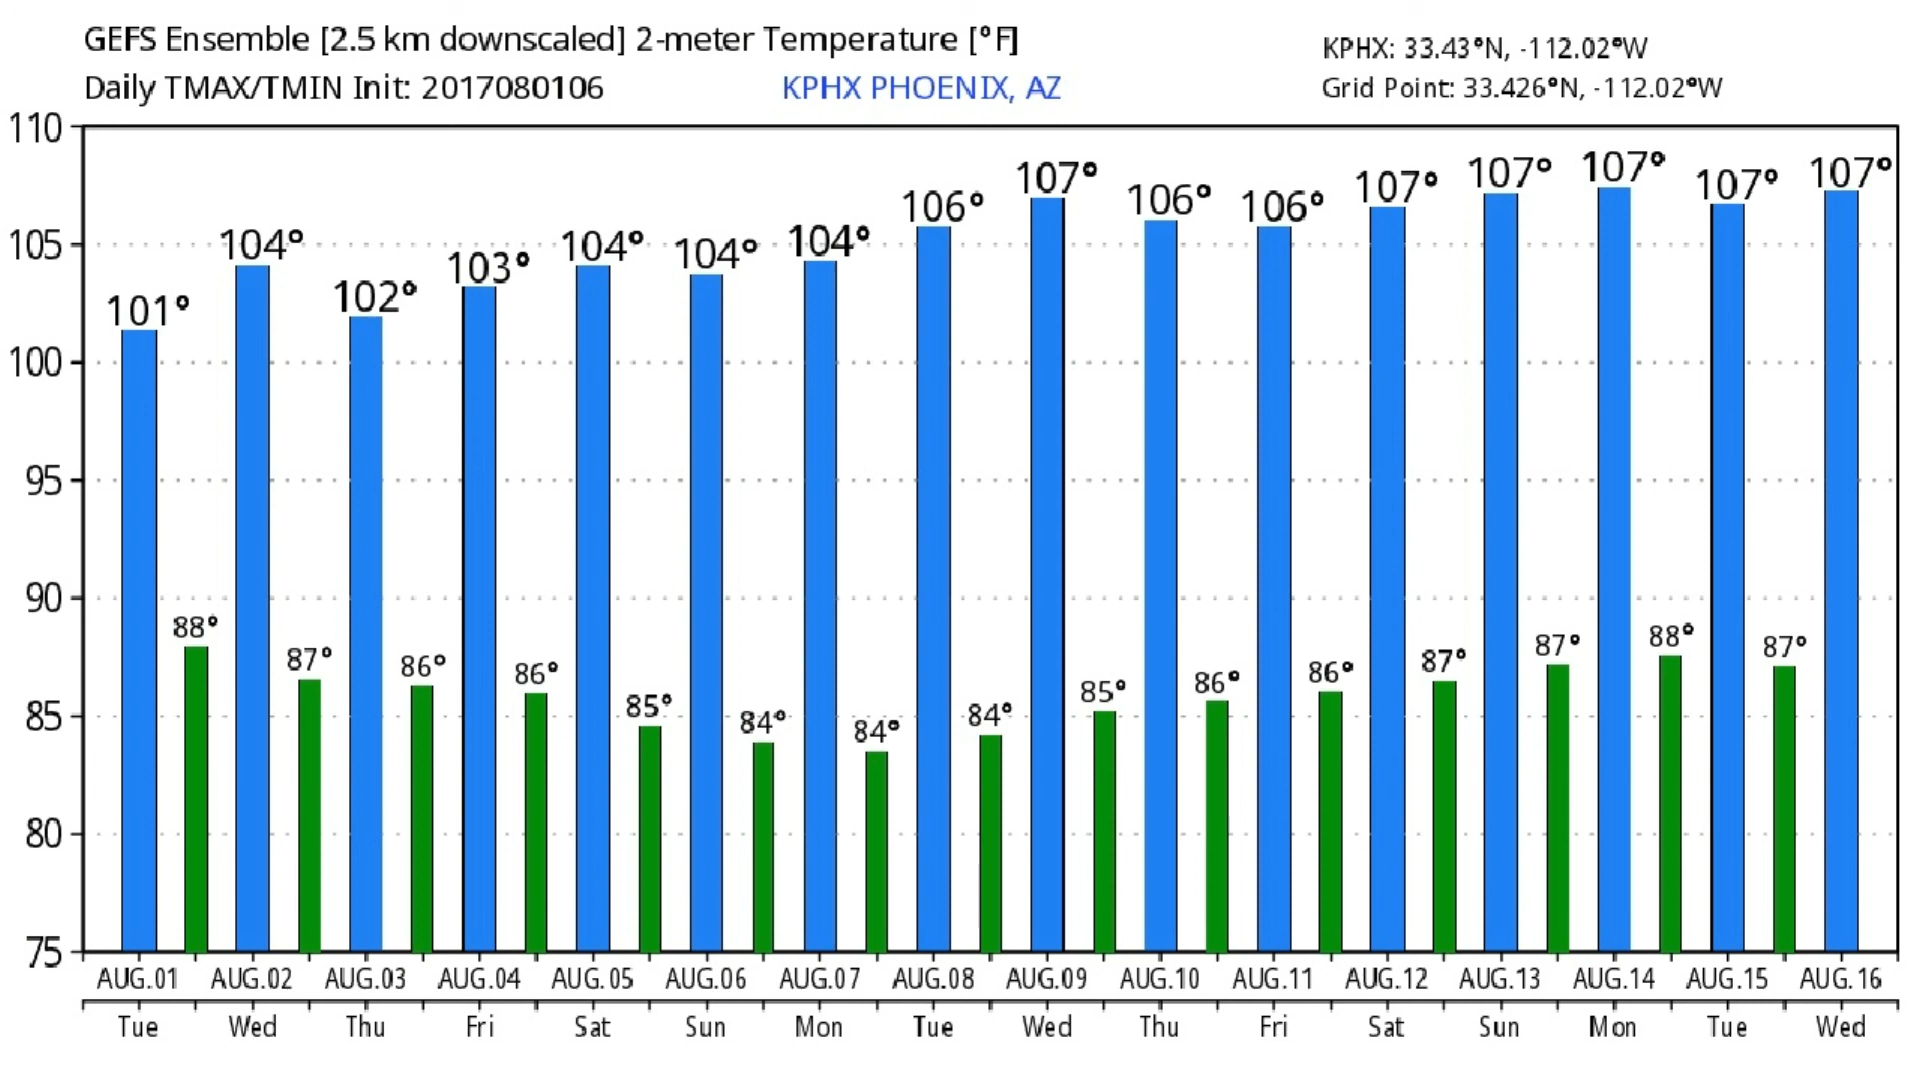 GEFS Ensemble [2.5 km downscaled] 2-meter Temperature [°F]
KPHX: 33.43°N, -112.02°W
Daily TMAX/TMIN Init: 2017080106 KPHX PHOENIX, AZ
Grid Point: 33.426°N, -112.02°W
110
105
100
95
90
85
80
75
101° 104° 102° 103° 104° 104° 104° 106° 107° 106° 106° 107° 107° 107° 107° 107°
88° 87° 86° 86° 85° 84° 84° 84° 85° 86° 86° 87° 87° 88° 87°
AUG.01 AUG.02 AUG.03 AUG.04 AUG.05 AUG.06 AUG.07 AUG.08 AUG.09 AUG.10 AUG.11 AUG.12 AUG.13 AUG.14 AUG.15 AUG.16
Tue Wed Thu Fri Sat Sun Mon Tue Wed Thu Fri Sat Sun Mon Tue Wed